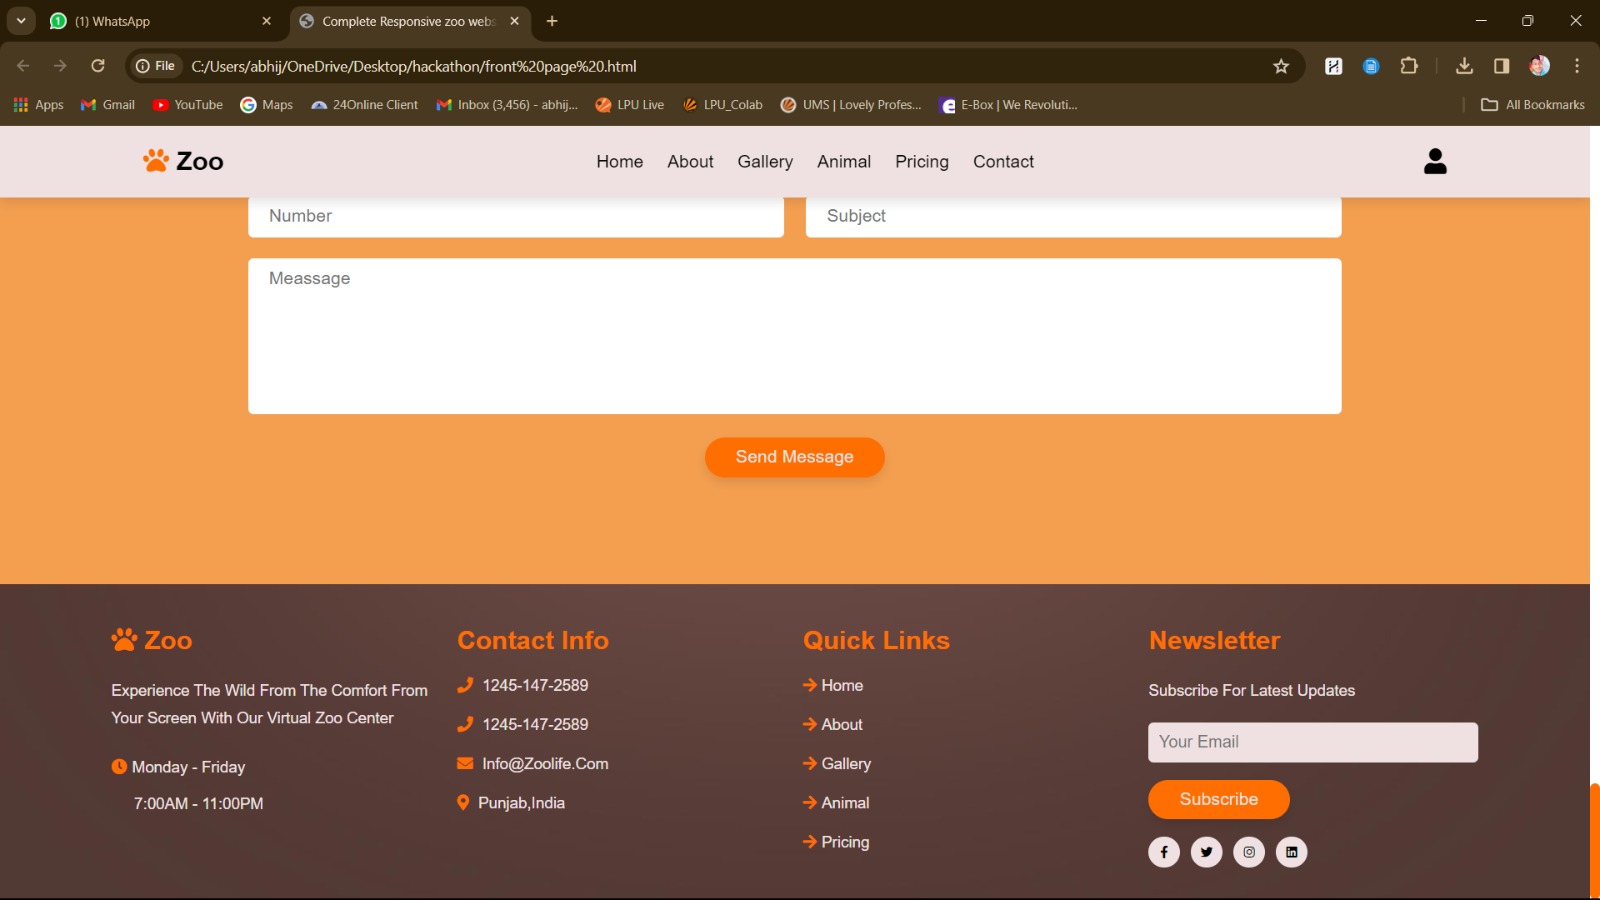 (1) WhatsApp
Complete Responsive zoo webs
File C:/Users/abhij/OneDrive/Desktop/hackathon/front%20page%20.html
Apps Gmail YouTube Maps 24Online Client Inbox (3,456) - abhij... LPU Live LPU_Colab UMS | Lovely Profes... E-Box | We Revoluti... All Bookmarks
Zoo Home About Gallery Animal Pricing Contact
Number Subject
Meassage
Send Message
Zoo
Experience The Wild From The Comfort From
Your Screen With Our Virtual Zoo Center
Monday - Friday
7:00AM - 11:00PM
Contact Info
1245-147-2589
1245-147-2589
Info@Zoolife.Com
Punjab,India
Quick Links
Home
About
Gallery
Animal
Pricing
Newsletter
Subscribe For Latest Updates
Your Email
Subscribe